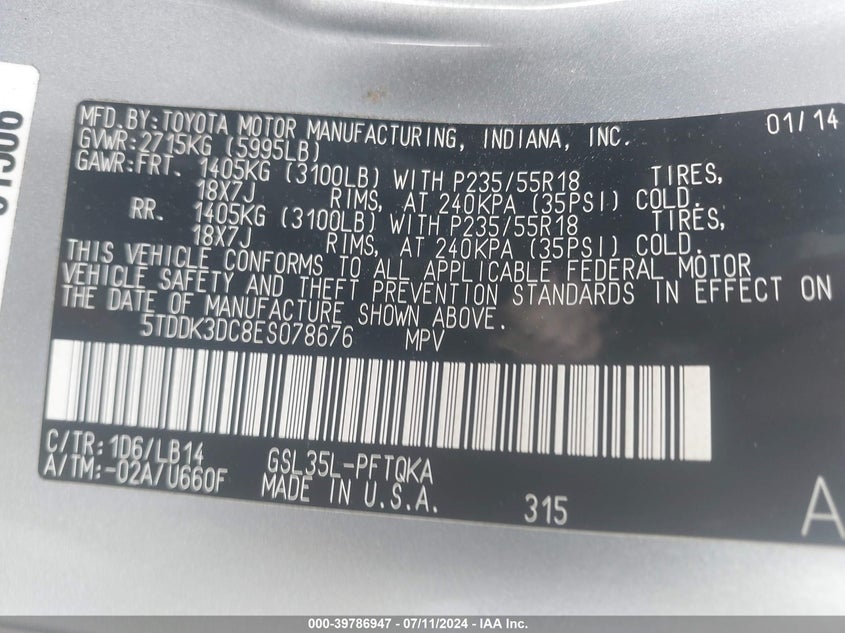 MFD.BY:TOYOTA MOTOR MANUFACTURING, INDIANA, INC. 01/14
GVWR:2715KG (5995LB)
GAWR:FRT. 1405KG (3100LB) WITH P235/55R18 TIRES,
18X7J RIMS, AT 240KPA (35PSI) COLD.
RR. 1405KG (3100LB) WITH P235/55R18 TIRES,
18X7J RIMS, AT 240KPA (35PSI) COLD.
THIS VEHICLE CONFORMS TO ALL APPLICABLE FEDERAL MOTOR
VEHICLE SAFETY AND THEFT PREVENTION STANDARDS IN EFFECT ON
THE DATE OF MANUFACTURE SHOWN ABOVE.
5TDDK3DC8ES078676 MPV
C/TR:1D6/LB14 GSL35L-PFTQKA
A/TM:-02A/U660F MADE IN U.S.A. 315
A
000-39786947 - 07/11/2024 - IAA Inc.